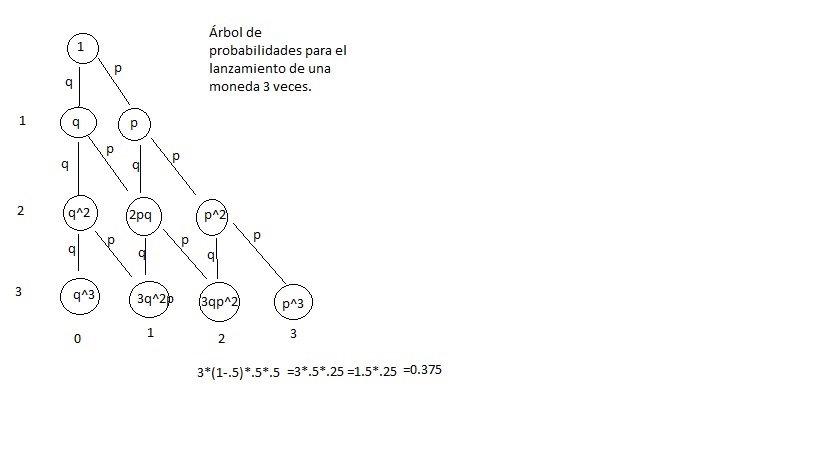 Árbol de
probabilidades para el
lanzamiento de una
moneda 3 veces.
1
q p
1 q p
q p q p
2 q^2 2pq p^2
q p q p q p
3 q^3 3q^2p 3qp^2 p^3
0 1 2 3
3*(1-.5)*.5*.5 =3*.5*.25 =1.5*.25 =0.375